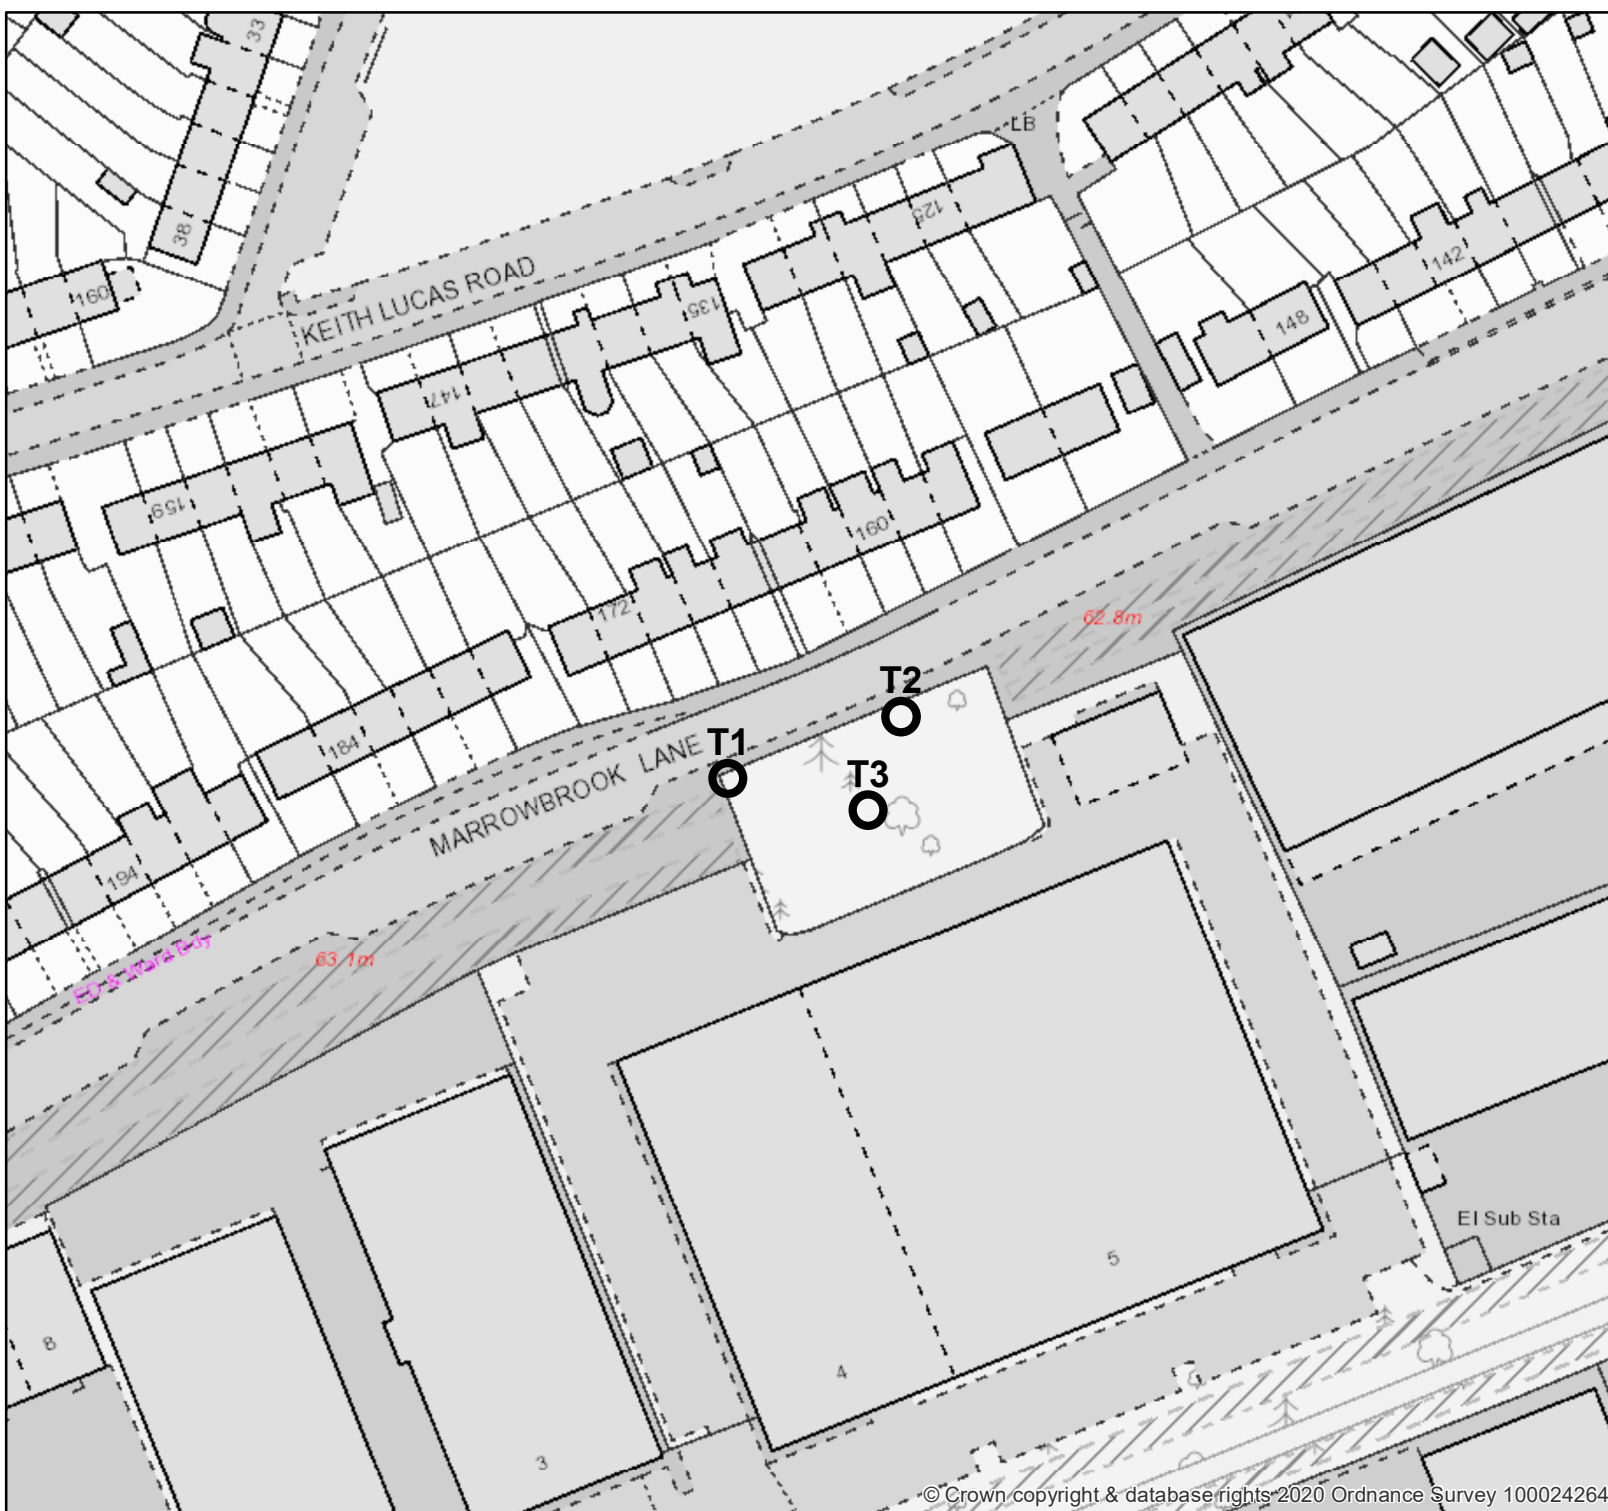 33
LB
38
125
142
160
KEITH LUCAS ROAD
135
148
147
159
160
172
62.8m
T2
184
T1
MARROWBROOK LANE
T3
194
ED & Ward Bdy
63.1m
El Sub Sta
5
8
4
3
© Crown copyright & database rights 2020 Ordnance Survey 100024264